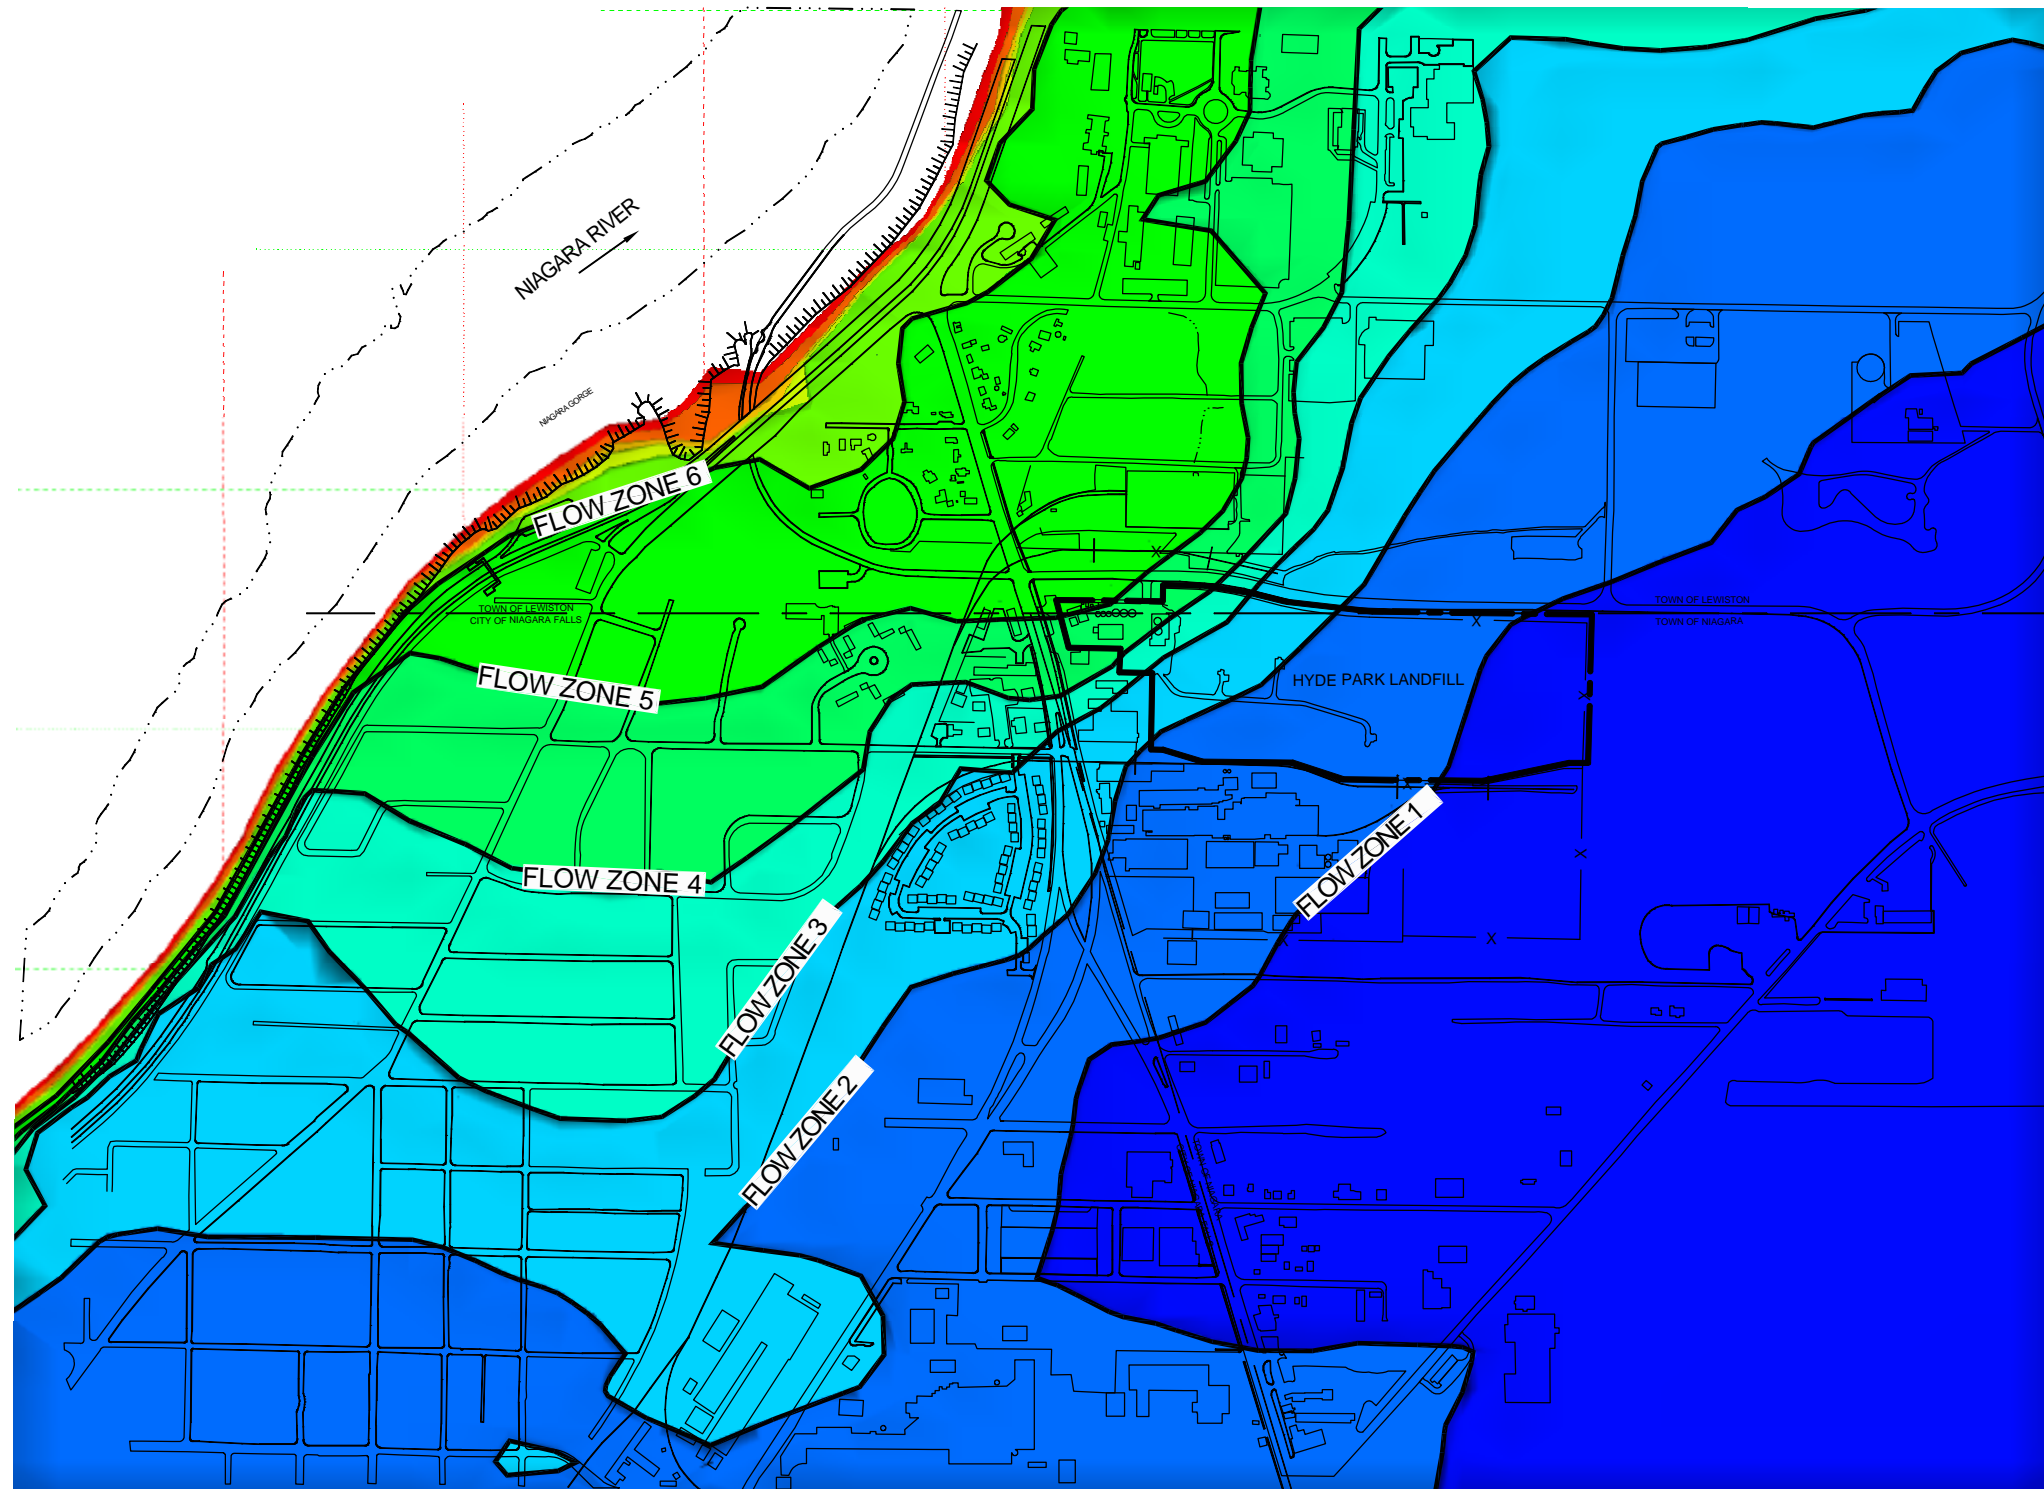 NIAGARA RIVER
NIAGARA GORGE
FLOW ZONE 6
TOWN OF LEWISTON
CITY OF NIAGARA FALLS
TOWN OF LEWISTON
TOWN OF NIAGARA
FLOW ZONE 5
HYDE PARK LANDFILL
FLOW ZONE 1
FLOW ZONE 4
FLOW ZONE 3
FLOW ZONE 2
X
X
X
X
X
X
X